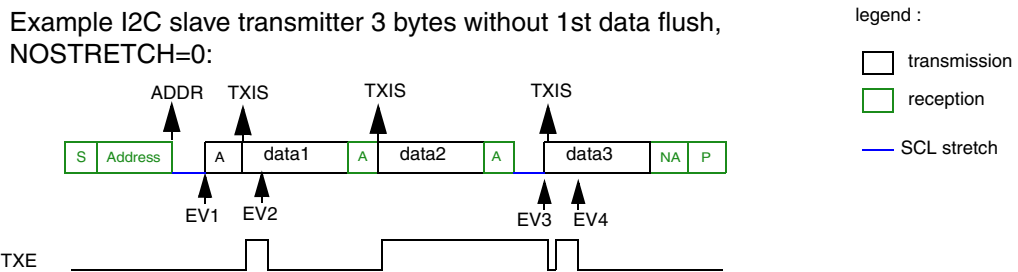 Example I2C slave transmitter 3 bytes without 1st data flush,
NOSTRETCH=0:
legend :
transmission
reception
SCL stretch
ADDR TXIS TXIS TXIS
S Address A data1 A data2 A data3 NA P
EV1 EV2 EV3 EV4
TXE